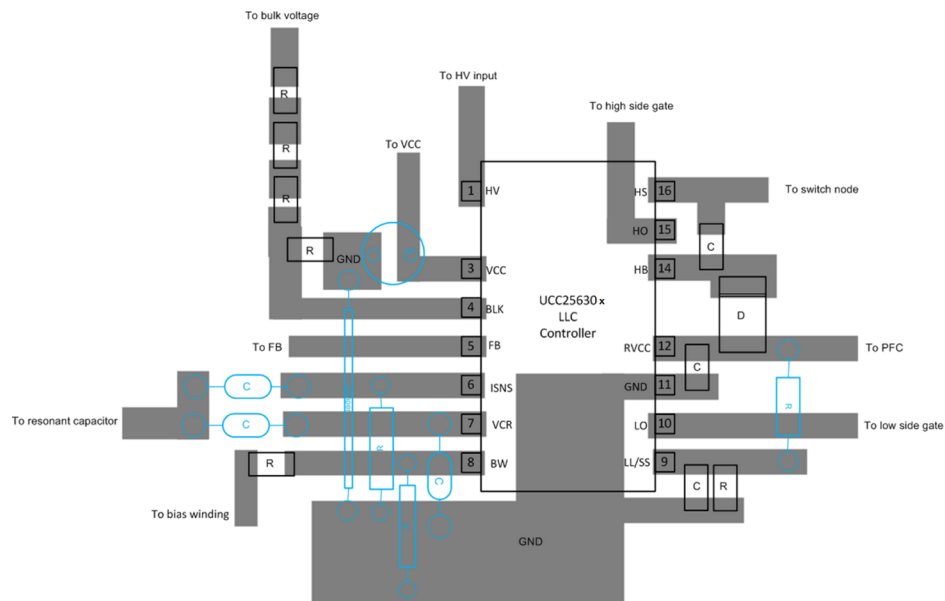 To bulk voltage
R
R
R
R
GND
To VCC
To HV input
To high side gate
1 HV
3 VCC
4 BLK
To FB 5 FB
C 6 ISNS
To resonant capacitor C 7 VCR
R 8 BW
To bias winding
R
C
UCC25630x
LLC
Controller
HS 16 To switch node
HO 15
C
HB 14
D
RVCC 12 To PFC
C
GND 11
R
LO 10 To low side gate
LL/SS 9
C R
GND